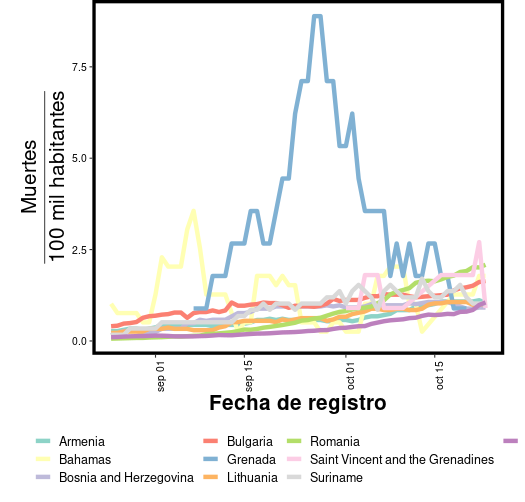 7.5
5.0
2.5
0.0
Muertes
100 mil habitantes
sep 01
sep 15
oct 01
oct 15
Fecha de registro
Armenia
Bulgaria
Romania
Bahamas
Grenada
Saint Vincent and the Grenadines
Bosnia and Herzegovina
Lithuania
Suriname